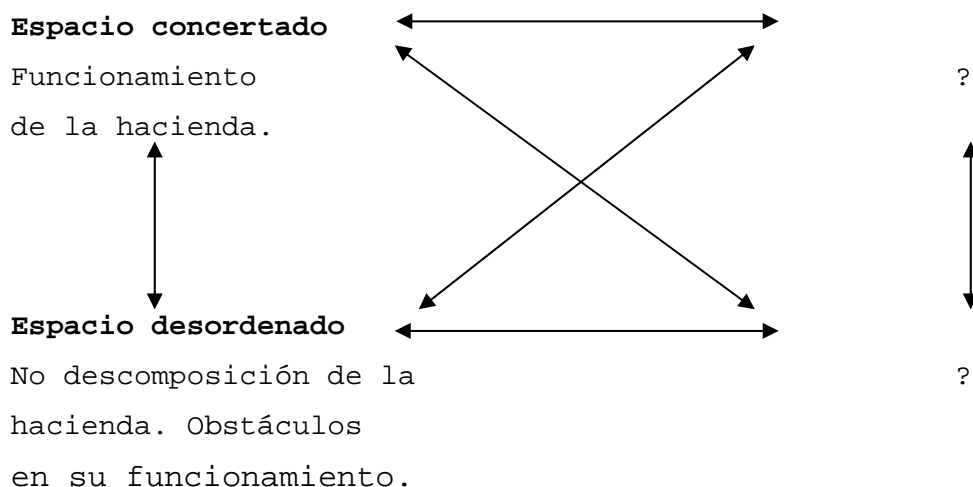 Espacio concertado
Funcionamiento ?
de la hacienda.
Espacio desordenado
No descomposición de la ?
hacienda. Obstáculos
en su funcionamiento.